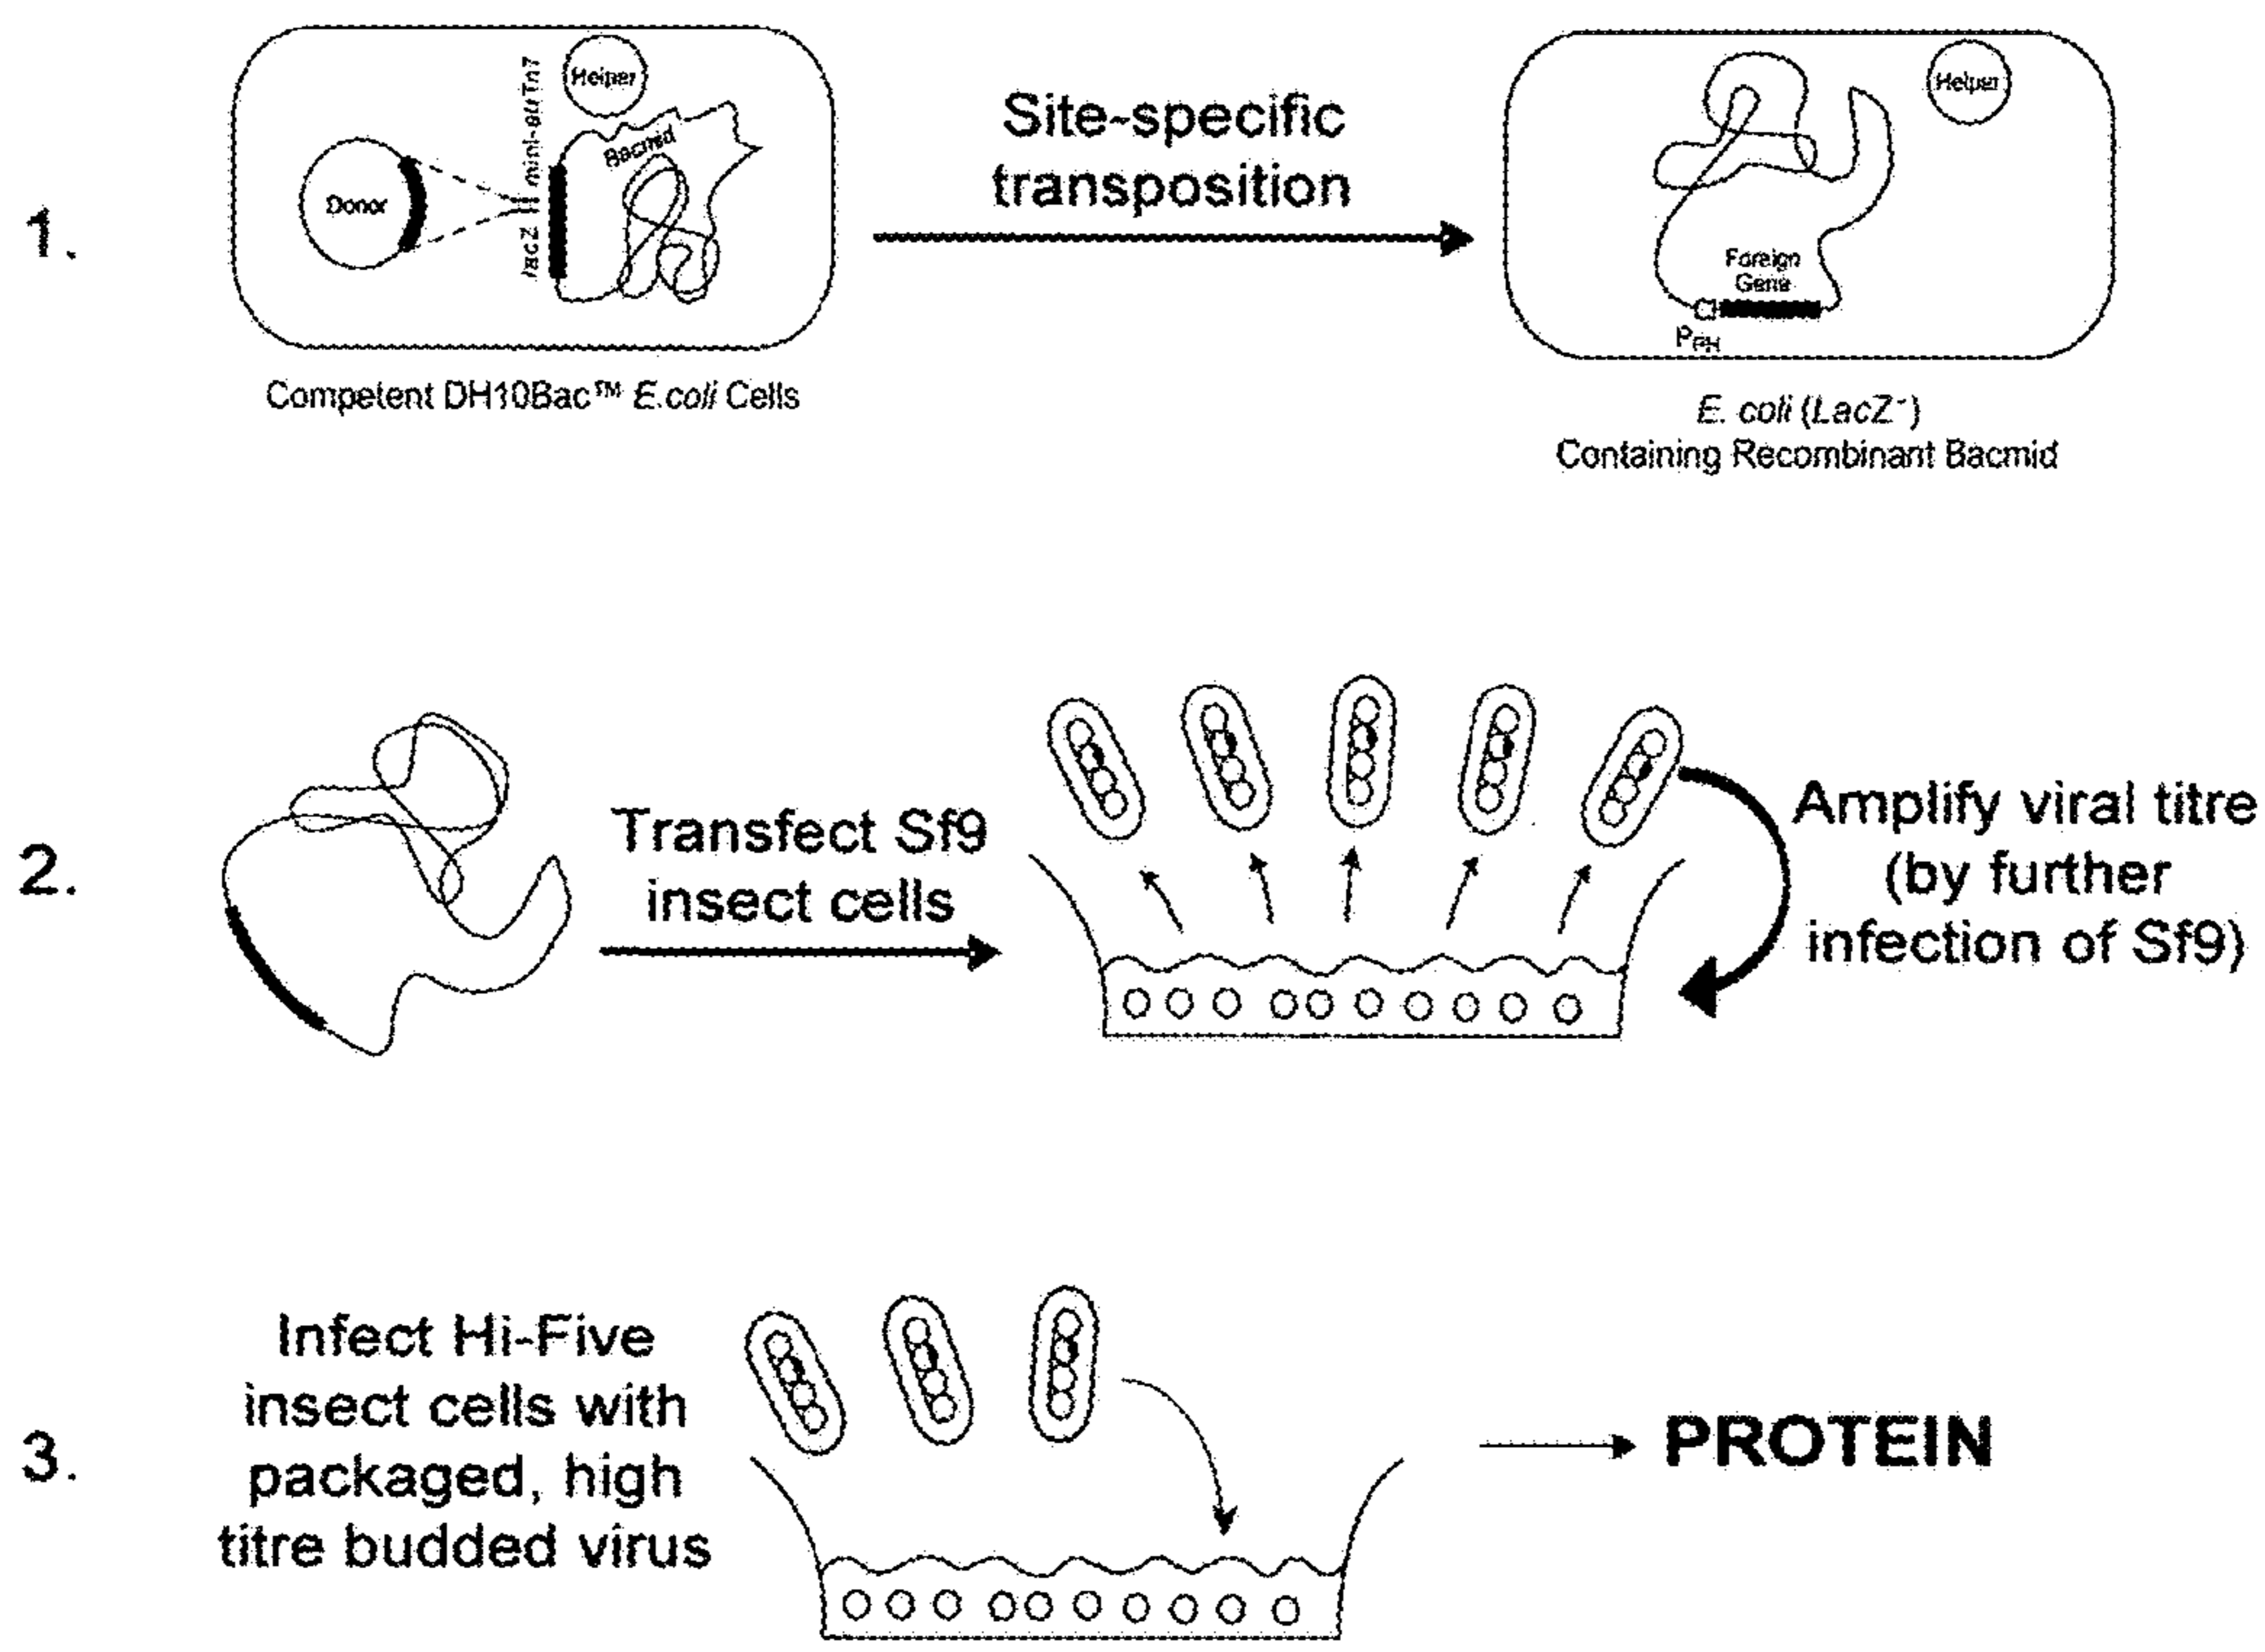 1.
Donor
lacZ
mini-attTn7
Helper
Bacmid
Competent DH10Bac™ E.coli Cells
Site-specific
transposition
Helper
Foreign
Gene
PPH
E. coli (LacZ⁻)
Containing Recombinant Bacmid
2.
Transfect Sf9
insect cells
Amplify viral titre
(by further
infection of Sf9)
3.
Infect Hi-Five
insect cells with
packaged, high
titre budded virus
PROTEIN